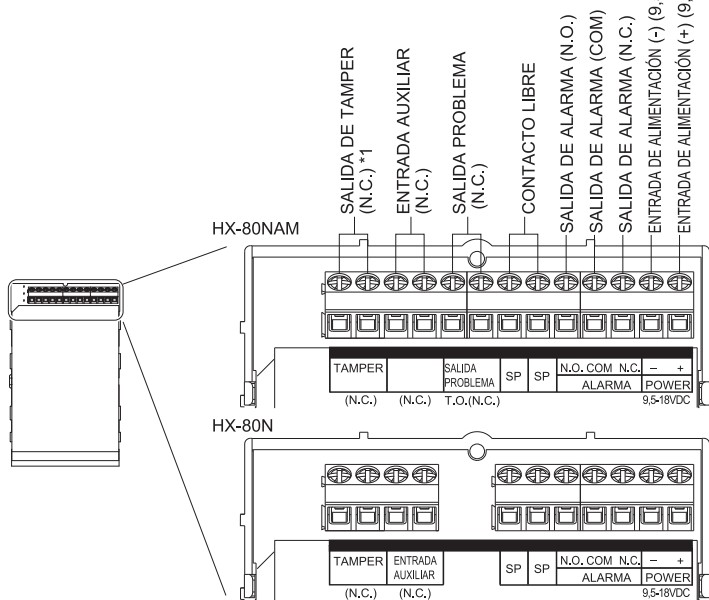 SALIDA DE TAMPER
(N.C.) *1
ENTRADA AUXILIAR
(N.C.)
SALIDA PROBLEMA
(N.C.)
CONTACTO LIBRE
SALIDA DE ALARMA (N.O.)
SALIDA DE ALARMA (COM)
SALIDA DE ALARMA (N.C.)
ENTRADA DE ALIMENTACIÓN (-) (9,
ENTRADA DE ALIMENTACIÓN (+) (9,
HX-80NAM
TAMPER
(N.C.)
(N.C.)
SALIDA
PROBLEMA
T.O.(N.C.)
SP SP
N.O. COM N.C.
ALARMA
− +
POWER
9,5-18VDC
HX-80N
TAMPER
(N.C.)
ENTRADA
AUXILIAR
(N.C.)
SP SP
N.O. COM N.C.
ALARMA
− +
POWER
9,5-18VDC